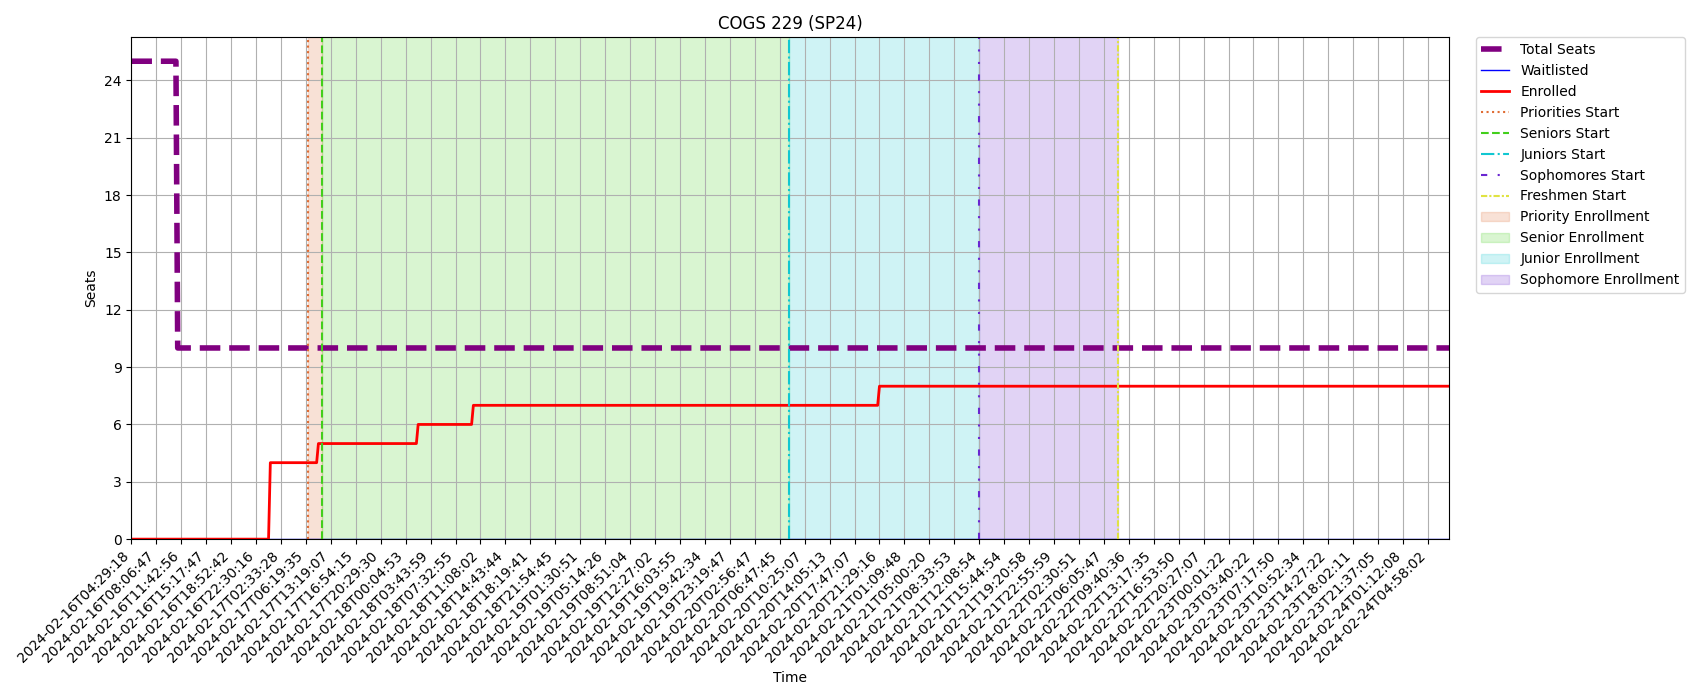 COGS 229 (SP24)
Seats
24
21
18
15
12
9
6
3
0
2024-02-16T04:29:18
2024-02-16T08:06:47
2024-02-16T11:42:56
2024-02-16T15:17:47
2024-02-16T18:52:42
2024-02-16T22:30:16
2024-02-17T02:33:28
2024-02-17T06:19:35
2024-02-17T13:19:07
2024-02-17T16:54:15
2024-02-17T20:29:30
2024-02-18T00:04:53
2024-02-18T03:43:59
2024-02-18T07:32:55
2024-02-18T11:08:02
2024-02-18T14:43:44
2024-02-18T18:19:41
2024-02-18T21:54:45
2024-02-19T01:30:51
2024-02-19T05:14:26
2024-02-19T08:51:04
2024-02-19T12:27:02
2024-02-19T16:03:55
2024-02-19T19:42:34
2024-02-19T23:19:47
2024-02-20T02:56:47
2024-02-20T06:47:45
2024-02-20T10:25:07
2024-02-20T14:05:13
2024-02-20T17:47:07
2024-02-20T21:29:16
2024-02-21T01:09:48
2024-02-21T05:00:20
2024-02-21T08:33:53
2024-02-21T12:08:54
2024-02-21T15:44:54
2024-02-21T19:20:58
2024-02-21T22:55:59
2024-02-22T02:30:51
2024-02-22T06:05:47
2024-02-22T09:40:36
2024-02-22T13:17:35
2024-02-22T16:53:50
2024-02-22T20:27:07
2024-02-23T00:01:22
2024-02-23T03:40:22
2024-02-23T07:17:50
2024-02-23T10:52:34
2024-02-23T14:27:22
2024-02-23T18:02:11
2024-02-23T21:37:05
2024-02-24T01:12:08
2024-02-24T04:58:02
Time
Total Seats
Waitlisted
Enrolled
Priorities Start
Seniors Start
Juniors Start
Sophomores Start
Freshmen Start
Priority Enrollment
Senior Enrollment
Junior Enrollment
Sophomore Enrollment